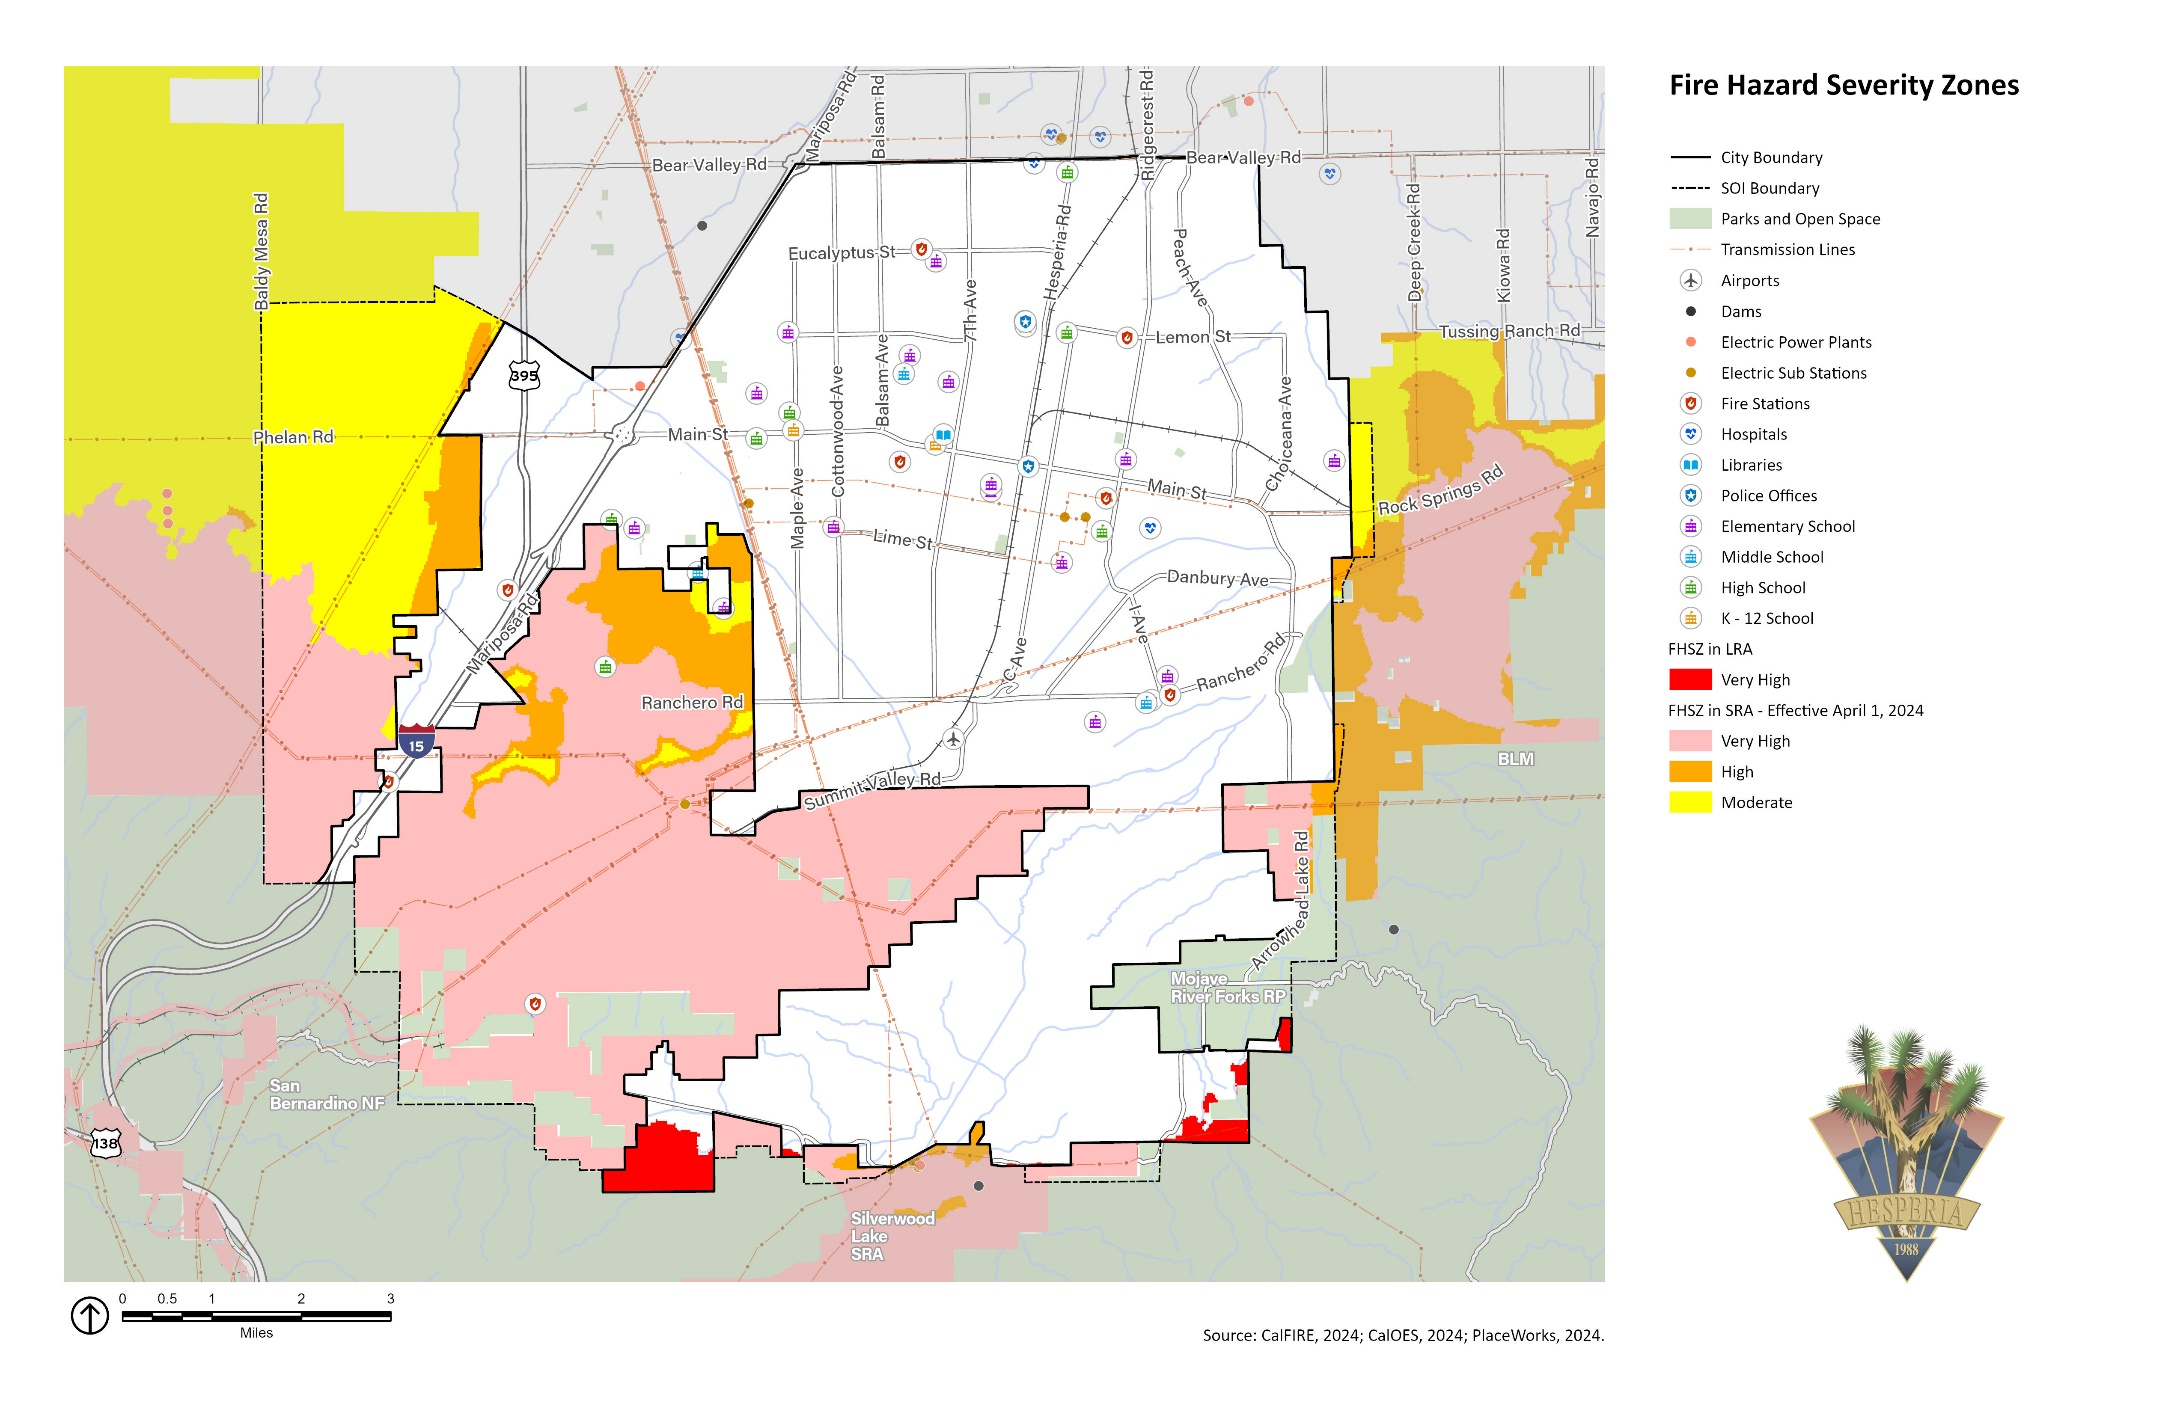 Fire Hazard Severity Zones
City Boundary
SOI Boundary
Parks and Open Space
Transmission Lines
Airports
Dams
Electric Power Plants
Electric Sub Stations
Fire Stations
Hospitals
Libraries
Police Offices
Elementary School
Middle School
High School
K - 12 School
FHSZ in LRA
Very High
FHSZ in SRA - Effective April 1, 2024
Very High
High
Moderate
Mariposa Rd
Balsam Rd
Ridgecrest Rd
Bear Valley Rd
Bear Valley Rd
Navajo Rd
Baldy Mesa Rd
Deep Creek Rd
Kiowa Rd
Hesperia Rd
Peach Ave
Eucalyptus St
7Th Ave
Tussing Ranch Rd
Lemon St
395
Balsam Ave
Cottonwood Ave
Choiceana Ave
Phelan Rd
Main St
Maple Ave
Main St
Rock Springs Rd
Lime St
Danbury Ave
Mariposa Rd
I Ave
C Ave
Ranchero Rd
Ranchero Rd
15
BLM
Summit Valley Rd
Arrowhead Lake Rd
Mojave
River Forks RP
San
Bernardino NF
138
Silverwood
Lake
SRA
HESPERIA
1988
0 0.5 1 2 3
Miles
Source: CalFIRE, 2024; CalOES, 2024; PlaceWorks, 2024.